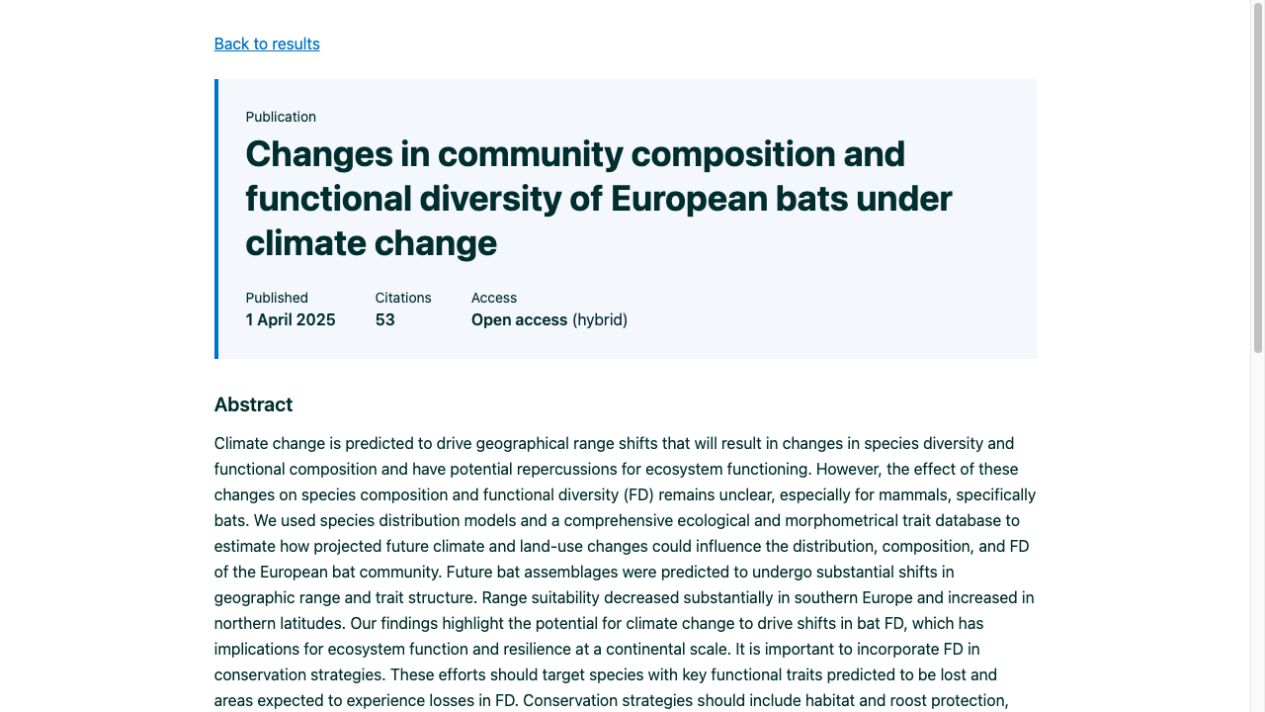 Back to results
Publication
Changes in community composition and
functional diversity of European bats under
climate change
Published
Citations
Access
1 April 2025
53
Open access (hybrid)
Abstract
Climate change is predicted to drive geographical range shifts that will result in changes in species diversity and
functional composition and have potential repercussions for ecosystem functioning. However, the effect of these
changes on species composition and functional diversity (FD) remains unclear, especially for mammals, specifically
bats. We used species distribution models and a comprehensive ecological and morphometrical trait database to
estimate how projected future climate and land-use changes could influence the distribution, composition, and FD
of the European bat community. Future bat assemblages were predicted to undergo substantial shifts in
geographic range and trait structure. Range suitability decreased substantially in southern Europe and increased in
northern latitudes. Our findings highlight the potential for climate change to drive shifts in bat FD, which has
implications for ecosystem function and resilience at a continental scale. It is important to incorporate FD in
conservation strategies. These efforts should target species with key functional traits predicted to be lost and
areas expected to experience losses in FD. Conservation strategies should include habitat and roost protection,